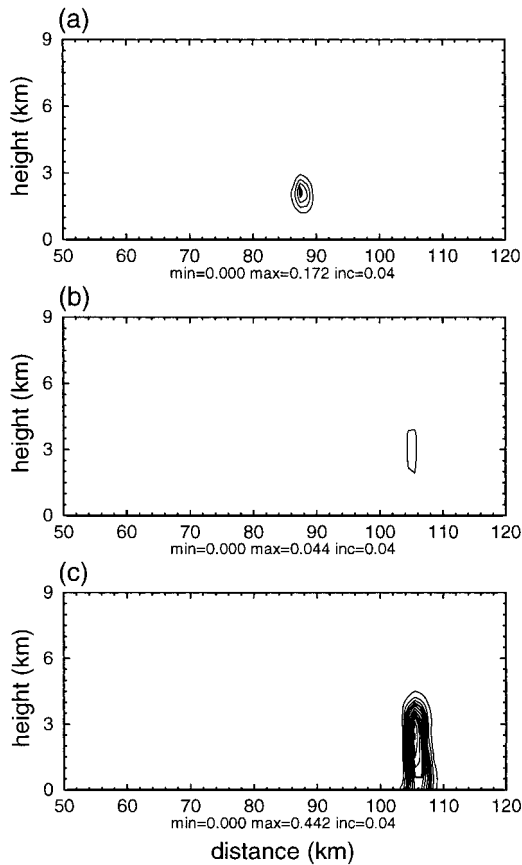 (a)
9
6
3
0
height (km)
50 60 70 80 90 100 110 120
min=0.000 max=0.172 inc=0.04
(b)
9
6
3
0
height (km)
50 60 70 80 90 100 110 120
min=0.000 max=0.044 inc=0.04
(c)
9
6
3
0
height (km)
50 60 70 80 90 100 110 120
min=0.000 max=0.442 inc=0.04
distance (km)